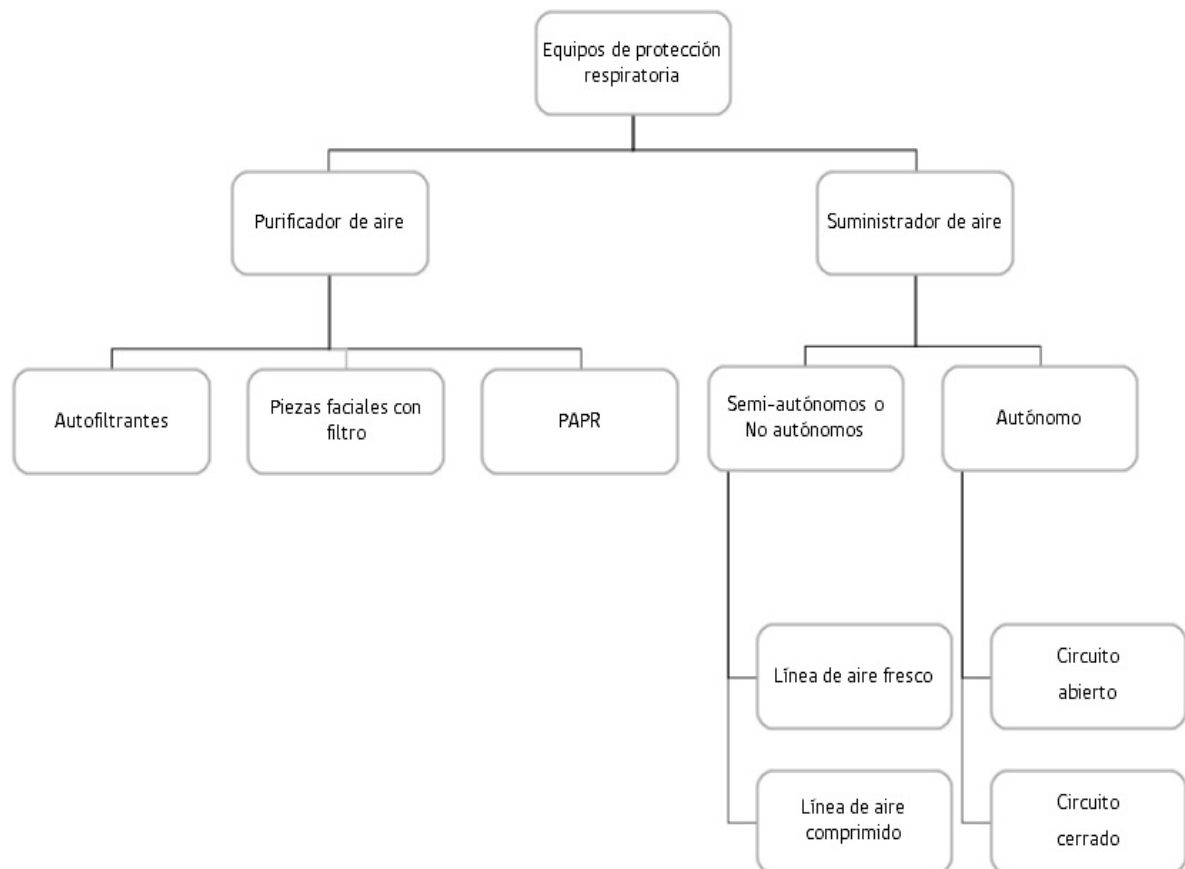 Equipos de protección
respiratoria
Purificador de aire
Suministrador de aire
Autofiltrantes
Piezas faciales con
filtro
PAPR
Semi-autónomos o
No autónomos
Autónomo
Línea de aire fresco
Circuito
abierto
Línea de aire
comprimido
Circuito
cerrado